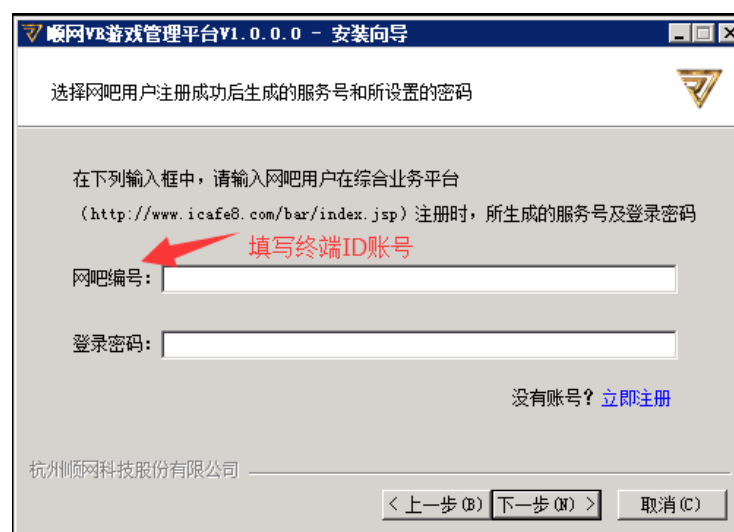 顺网VR游戏管理平台V1.0.0.0 - 安装向导
选择网吧用户注册成功后生成的服务号和所设置的密码
在下列输入框中，请输入网吧用户在综合业务平台
（http://www.icafe8.com/bar/index.jsp）注册时，所生成的服务号及登录密码
填写终端ID账号
网吧编号：
登录密码：
没有账号？立即注册
杭州顺网科技股份有限公司
< 上一步(B) 下一步(N) > 取消(C)